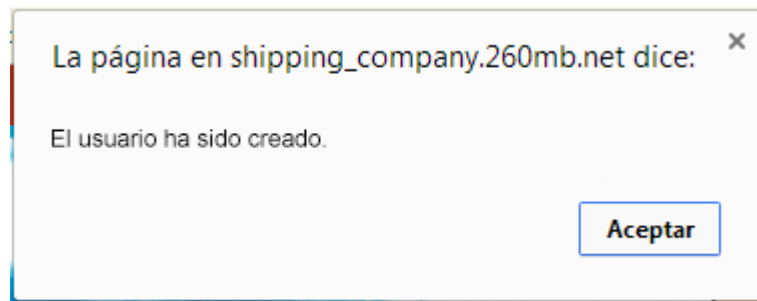 La página en shipping_company.260mb.net dice:
El usuario ha sido creado.
Aceptar